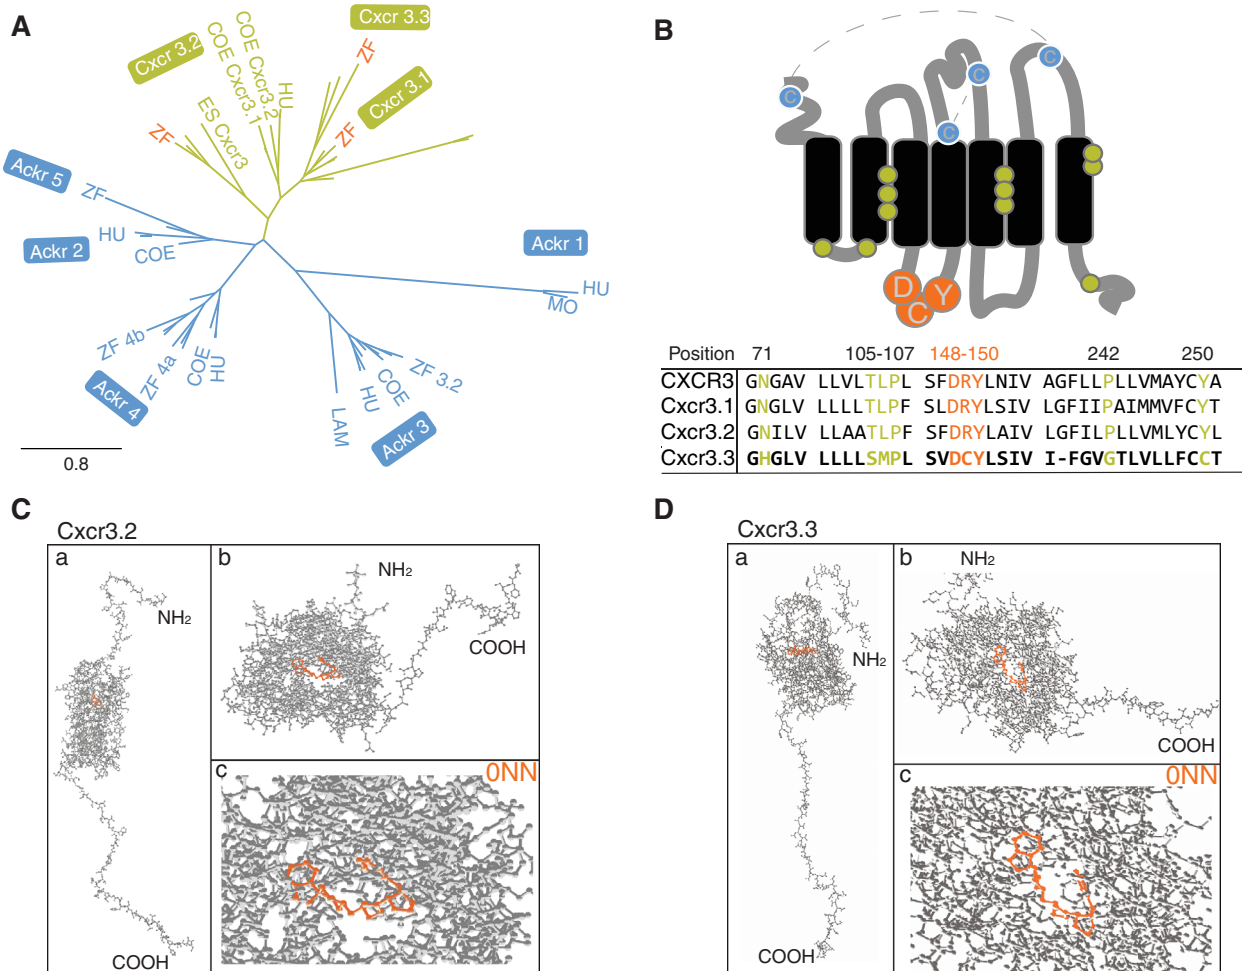 A
Cxcr 3.2
COE Cxcr3.2
COE Cxcr3.1
HU
Cxcr 3.3
ZF
Cxcr 3.1
ZF
ES Cxcr3
ZF
Ackr 5
ZF
HU
Ackr 2
COE
Ackr 1
HU
MO
ZF 4b
ZF 4a
COE
HU
Ackr 4
LAM
HU
COE
ZF 3.2
Ackr 3
0.8
B
C
C
C
C
D
C
Y
Position 71 105-107 148-150 242 250
CXCR3 GNGAV LLVLTLPL SFDRYLNIV AGFLLPLLVMAYCYA
Cxcr3.1 GNGLV LLLLTLPF SLDRYLSIV LGFIIPAIMMVFCYT
Cxcr3.2 GNILV LLAATLPF SFDRYLAIV LGFILPLLVMLYCYL
Cxcr3.3 GHGLV LLLLSMPL SVDCYLSIV I-FGVGTLVLLFCCT
C
Cxcr3.2
a
NH2
COOH
b
NH2
COOH
c
0NN
D
Cxcr3.3
a
NH2
COOH
b
NH2
COOH
c
0NN